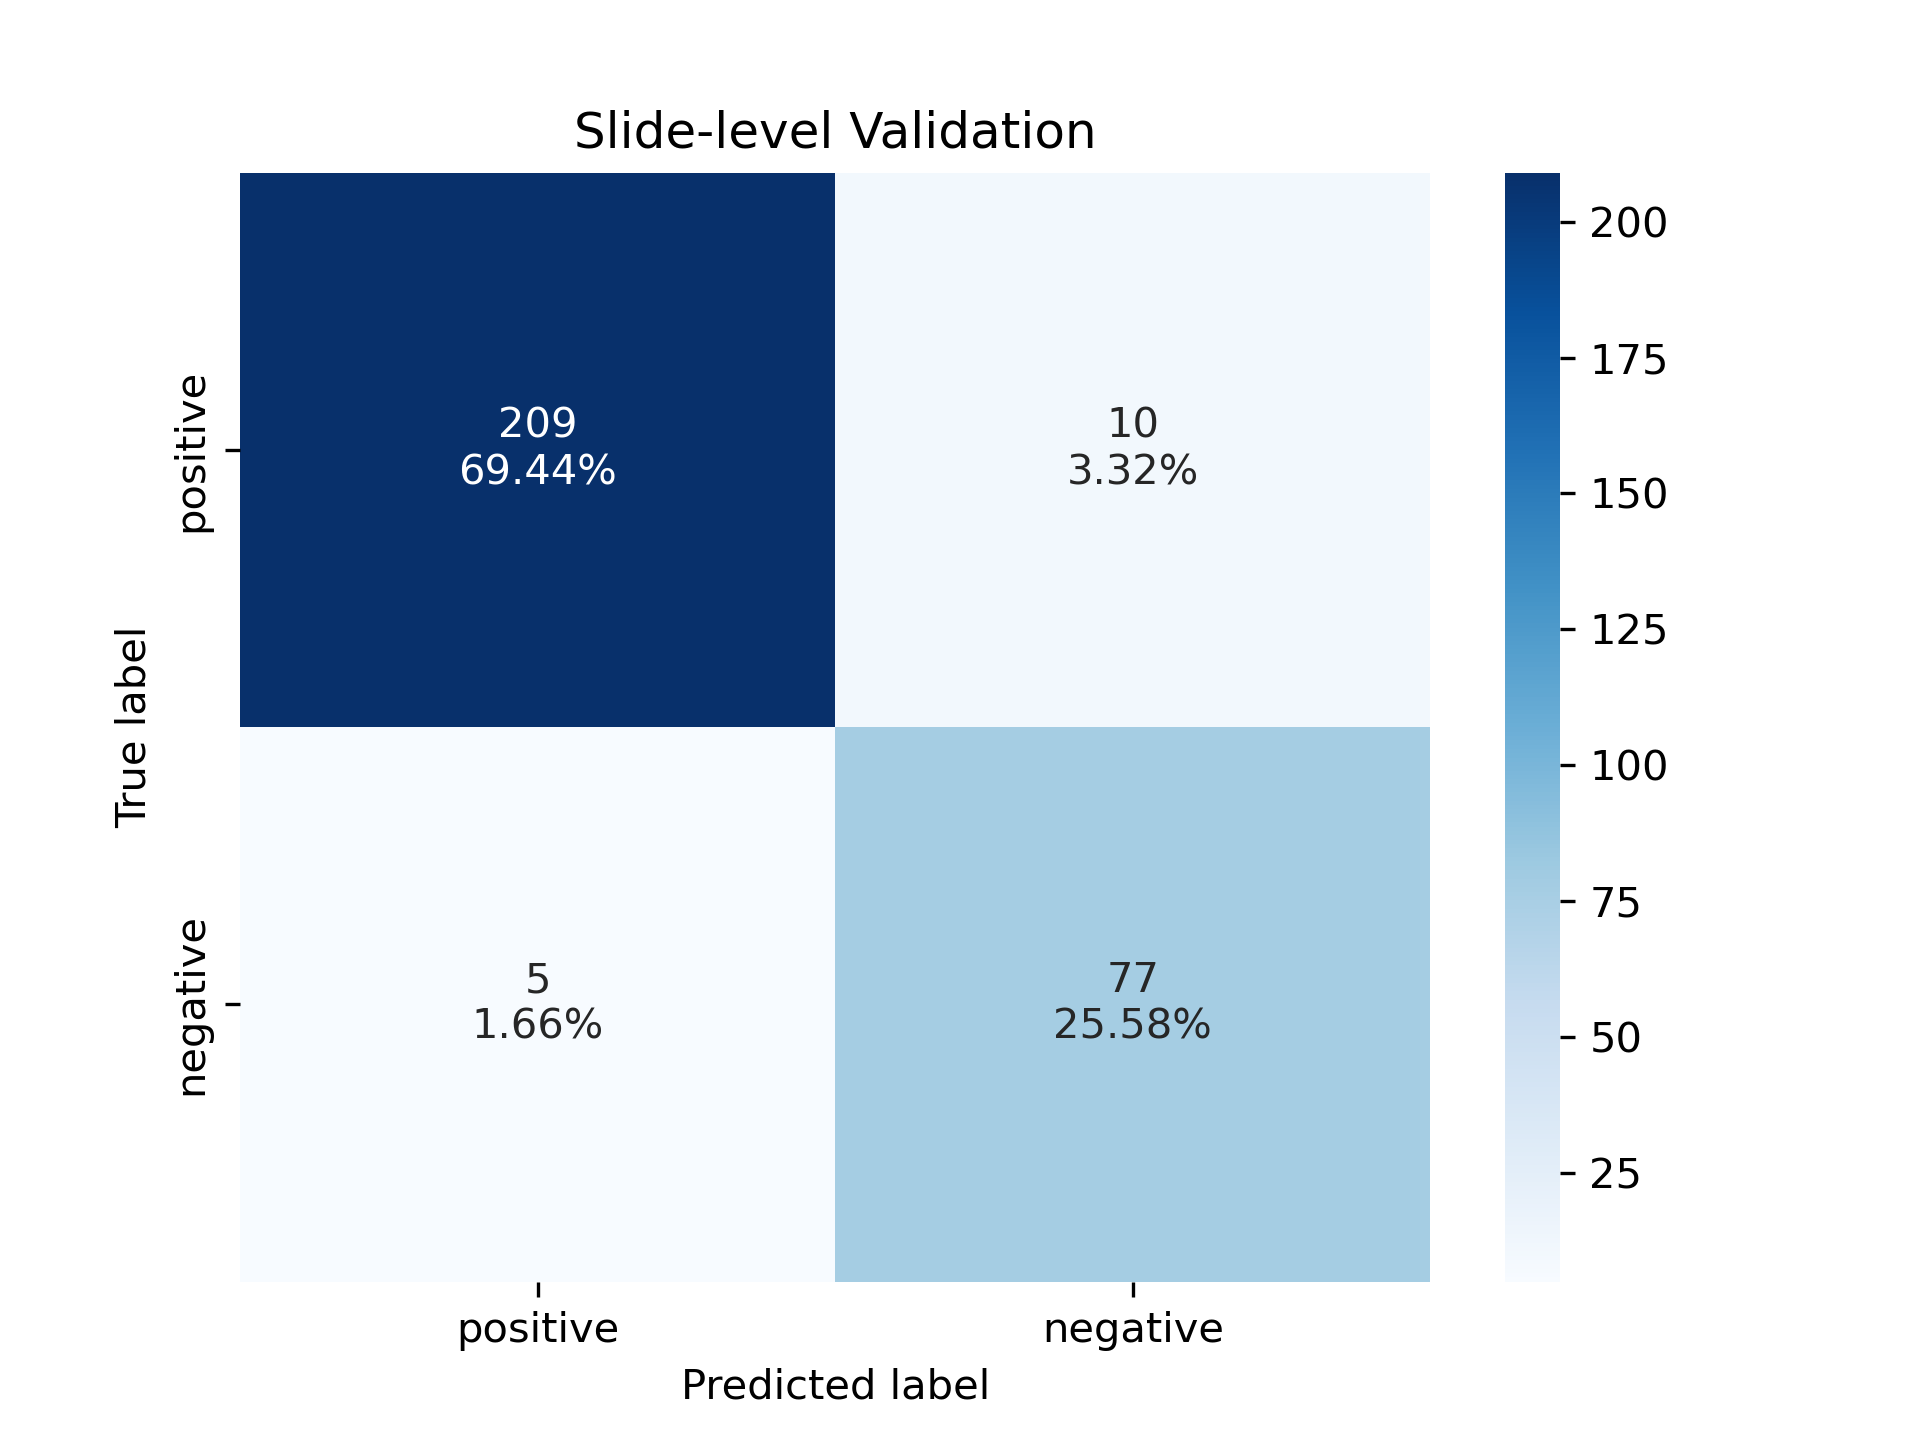 Slide-level Validation
True label
positive
negative
209
69.44%
10
3.32%
5
1.66%
77
25.58%
positive
negative
Predicted label
200
175
150
125
100
75
50
25